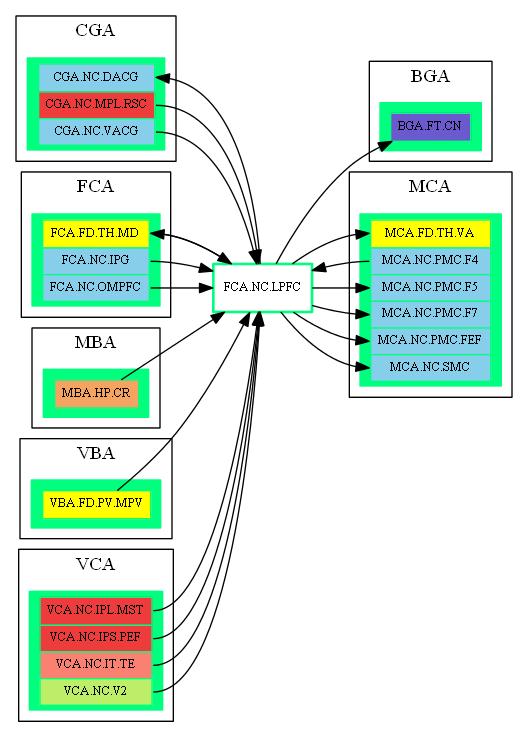 CGA
CGA.NC.DACG
CGA.NC.MPL.RSC
CGA.NC.VACG
FCA
FCA.FD.TH.MD
FCA.NC.IPG
FCA.NC.OMPFC
MBA
MBA.HP.CR
VBA
VBA.FD.PV.MPV
VCA
VCA.NC.IPL.MST
VCA.NC.IPS.PEF
VCA.NC.IT.TE
VCA.NC.V2
FCA.NC.LPFC
BGA
BGA.FT.CN
MCA
MCA.FD.TH.VA
MCA.NC.PMC.F4
MCA.NC.PMC.F5
MCA.NC.PMC.F7
MCA.NC.PMC.FEF
MCA.NC.SMC